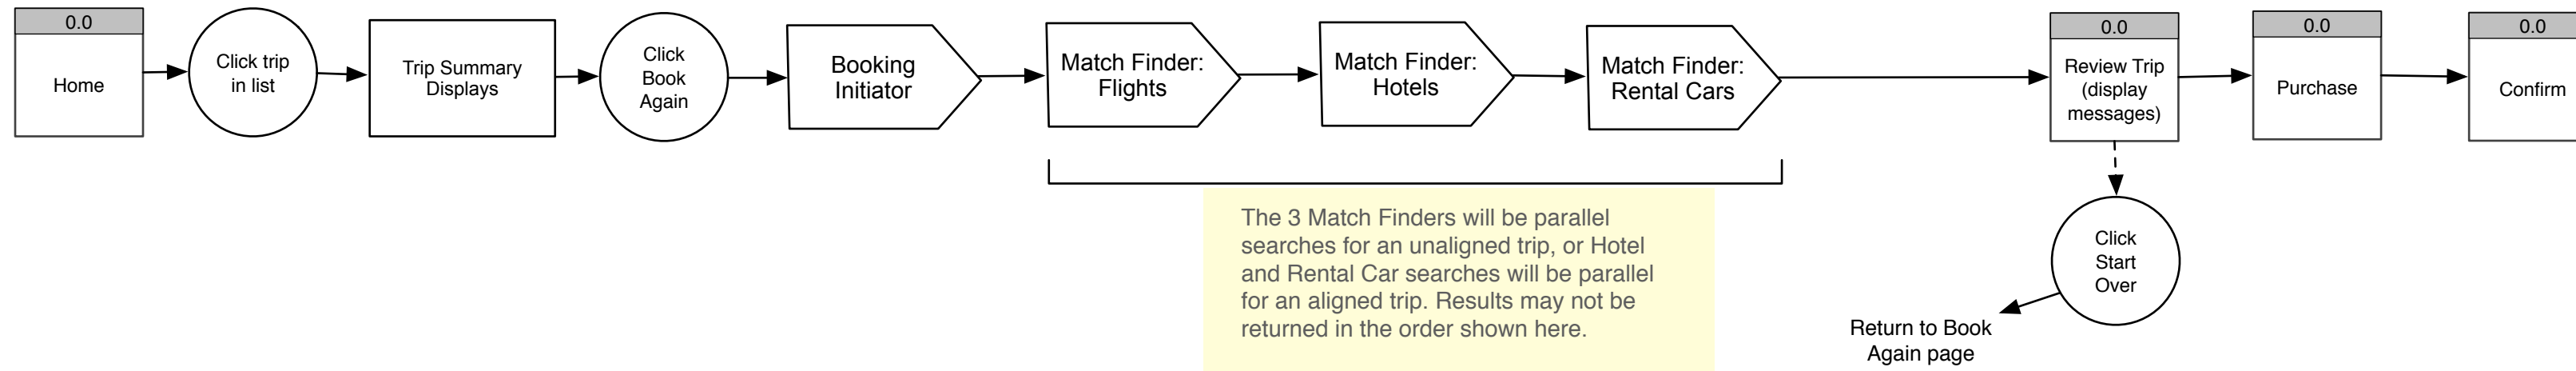 0.0
Home
Click trip
in list
Trip Summary
Displays
Click
Book
Again
Booking
Initiator
Match Finder:
Flights
Match Finder:
Hotels
Match Finder:
Rental Cars
0.0
Review Trip
(display
messages)
0.0
Purchase
0.0
Confirm
The 3 Match Finders will be parallel
searches for an unaligned trip, or Hotel
and Rental Car searches will be parallel
for an aligned trip. Results may not be
returned in the order shown here.
Click
Start
Over
Return to Book
Again page